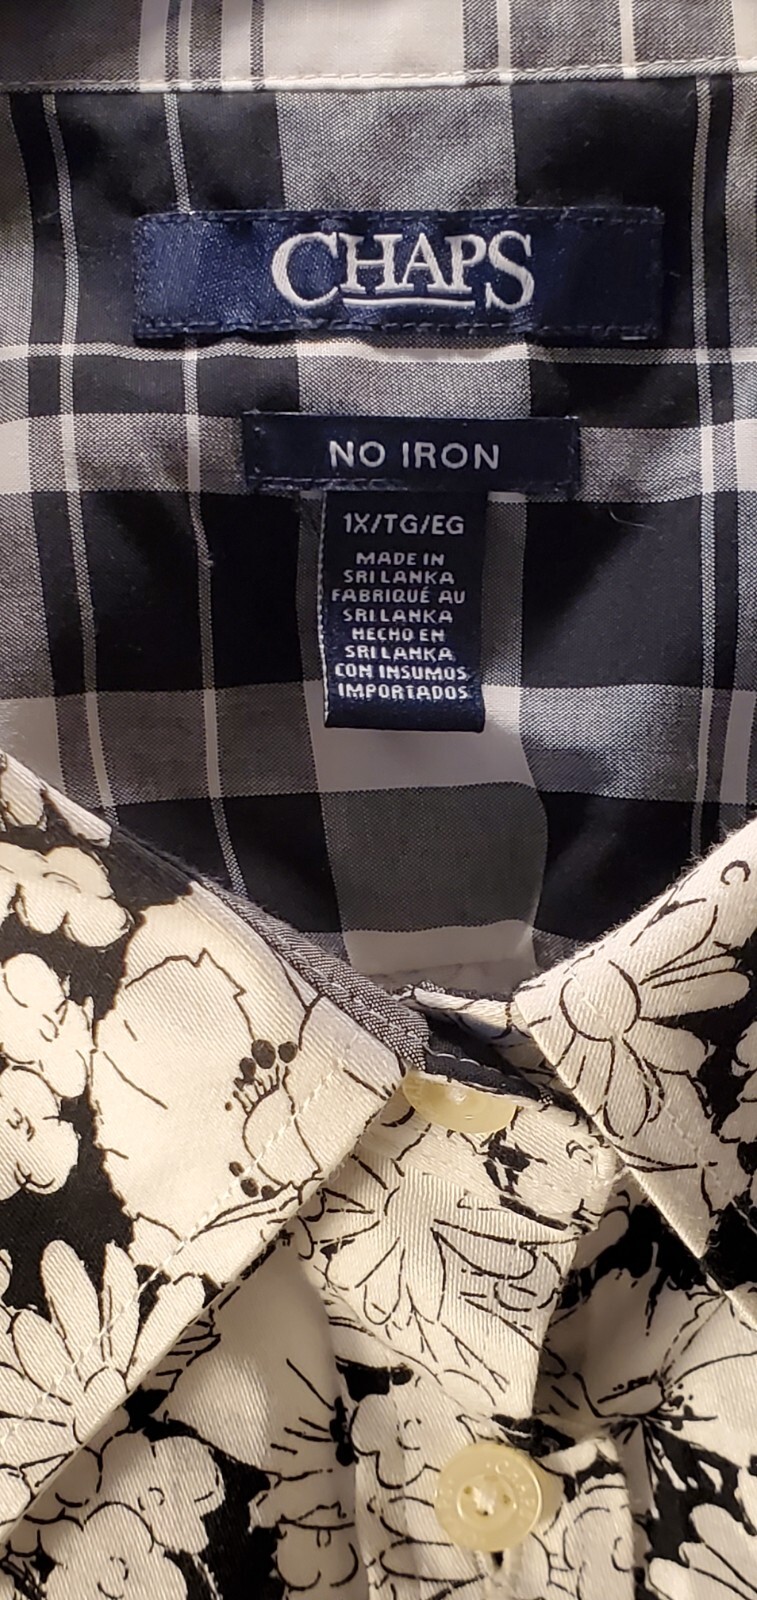 CHAPS
NO IRON
1X/TG/EG
MADE IN
SRI LANKA
FABRIQUÉ AU
SRI LANKA
HECHO EN
SRI LANKA
CON INSUMOS
IMPORTADOS